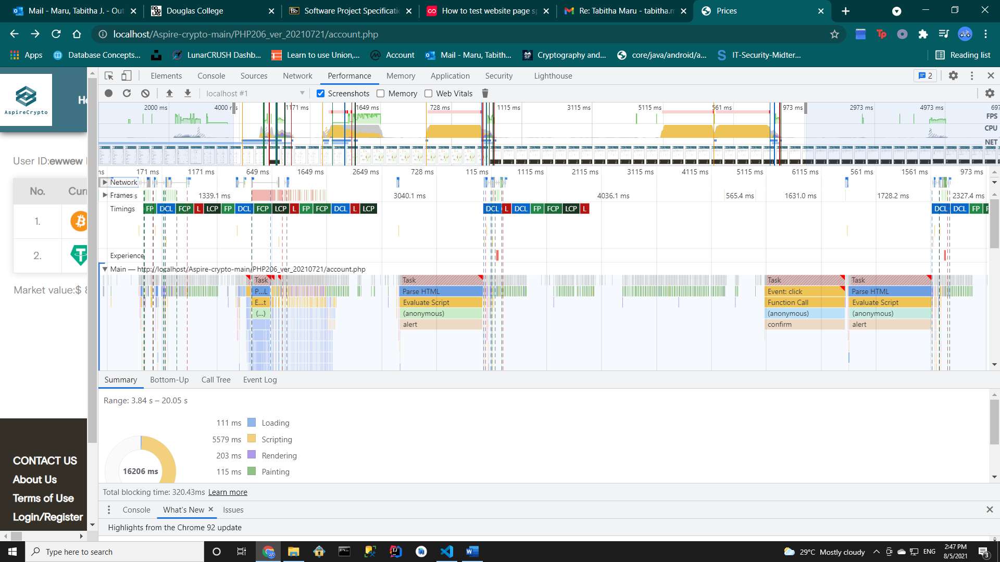 Mail - Maru, Tabitha J. - Out
Douglas College
Software Project Specificatio
How to test website page sp
Re: Tabitha Maru - tabitha.m
Prices
localhost/Aspire-crypto-main/PHP206_ver_20210721/account.php
Apps
Database Concepts...
LunarCRUSH Dashb...
Learn to use Union,...
Account
Mail - Maru, Tabith...
Cryptography and...
core/java/android/a...
IT-Security-Midter...
Reading list
Elements Console Sources Network Performance Memory Application Security Lighthouse
2
localhost #1
Screenshots
Memory
Web Vitals
2000 ms 4000 1171 ms 1649 ms 728 ms 1115 ms 3115 ms 5115 ms 561 ms 973 ms 2973 ms 4973 ms 697
FPS
CPU
NET
ms 171 ms 1171 ms 649 ms 1649 ms 2649 ms 728 ms 115 ms 1115 ms 2115 ms 3115 ms 4115 ms 5115 ms 6115 ms 561 ms 1561 ms 973 ms
Network
Frames s 1339.1 ms 3040.1 ms 4036.1 ms 565.4 ms 1631.0 ms 1728.2 ms 2327.4 ms
Timings FP DCL FCP L LCP FP DCL FCP LCP L FP FCP DCL L LCP DCL L DCL FP FCP LCP L DCL DCL FP F
Experience
Main — http://localhost/Aspire-crypto-main/PHP206_ver_20210721/account.php
Task Task Task Task
P...L Parse HTML Event: click Parse HTML
E...t Evaluate Script Function Call Evaluate Script
(...) (anonymous) (anonymous) (anonymous)
alert confirm alert
Summary Bottom-Up Call Tree Event Log
Range: 3.84 s – 20.05 s
111 ms Loading
5579 ms Scripting
203 ms Rendering
115 ms Painting
16206 ms
Total blocking time: 320.43ms Learn more
Console What's New Issues
Highlights from the Chrome 92 update
AspireCrypto
Ho
User ID:ewwew
No. Curr
1.
2.
Market value:$ 8
CONTACT US
About Us
Terms of Use
Login/Register
Type here to search
29°C Mostly cloudy
ENG
2:47 PM
8/5/2021
3